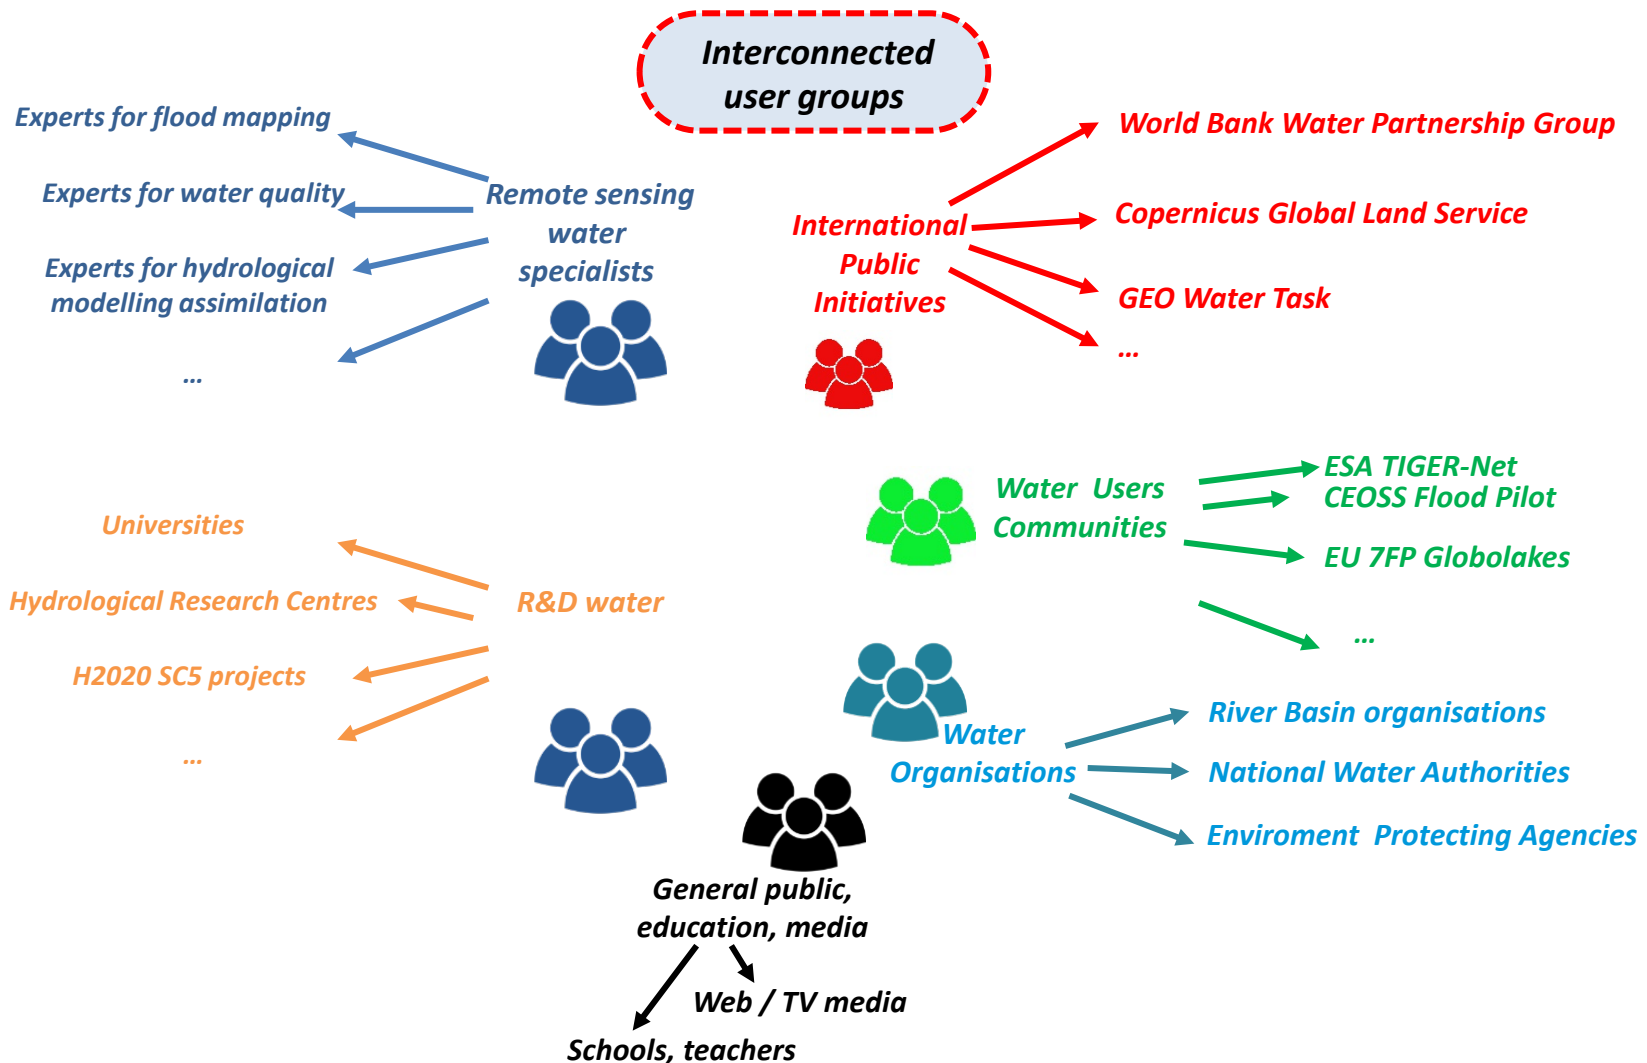 Interconnected
user groups
Experts for flood mapping
Experts for water quality
Experts for hydrological
modelling assimilation
...
Remote sensing
water
specialists
International
Public
Initiatives
World Bank Water Partnership Group
Copernicus Global Land Service
GEO Water Task
...
Water  Users
Communities
ESA TIGER-Net
CEOSS Flood Pilot
EU 7FP Globolakes
...
Universities
Hydrological Research Centres
H2020 SC5 projects
...
R&D water
Water
Organisations
River Basin organisations
National Water Authorities
Enviroment  Protecting Agencies
General public,
education, media
Web / TV media
Schools, teachers